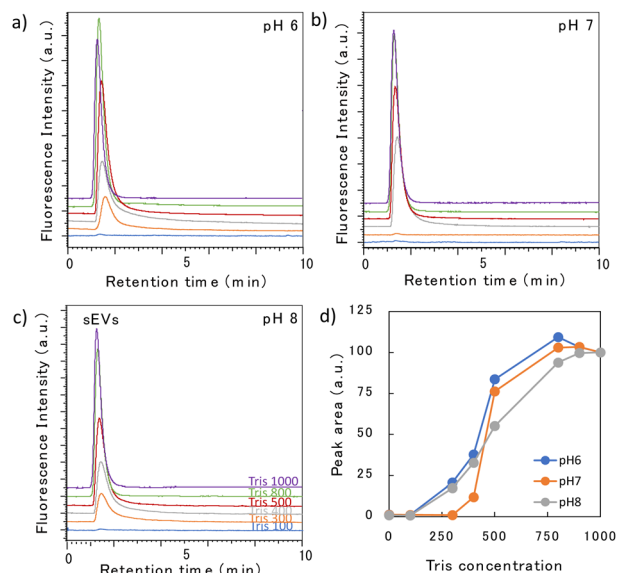 a)
pH 6
Fluorescence Intensity (a.u.)
0
5
10
Retention time (min)
b)
pH 7
Fluorescence Intensity (a.u.)
0
5
10
Retention time (min)
c)
sEVs
pH 8
Fluorescence Intensity (a.u.)
Tris 1000
Tris 800
Tris 500
Tris 300
Tris 100
0
5
10
Retention time (min)
d)
Peak area (a.u.)
125
100
75
50
25
0
pH6
pH7
pH8
0
250
500
750
1000
Tris concentration